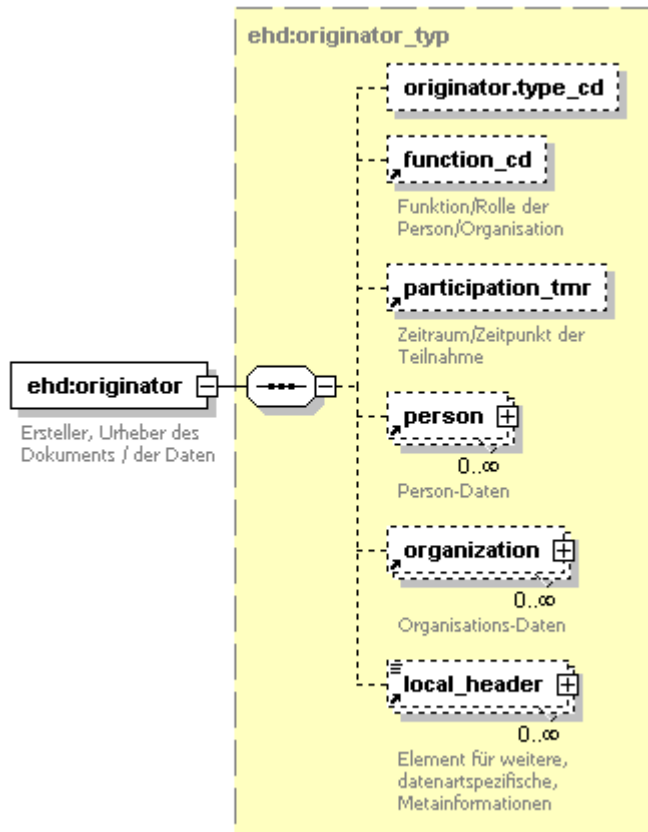 ehd:originator_typ
originator.type_cd
function_cd
Funktion/Rolle der
Person/Organisation
participation_tmr
Zeitraum/Zeitpunkt der
Teilnahme
ehd:originator
Ersteller, Urheber des
Dokuments / der Daten
person
0..∞
Person-Daten
organization
0..∞
Organisations-Daten
local_header
0..∞
Element für weitere,
datenartspezifische,
Metainformationen